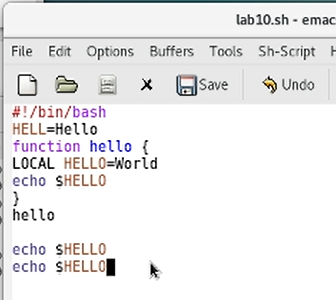 lab10.sh - emac
File Edit Options Buffers Tools Sh-Script H
Save Undo
#!/bin/bash
HELL=Hello
function hello {
LOCAL HELLO=World
echo $HELLO
}
hello
echo $HELLO
echo $HELLO